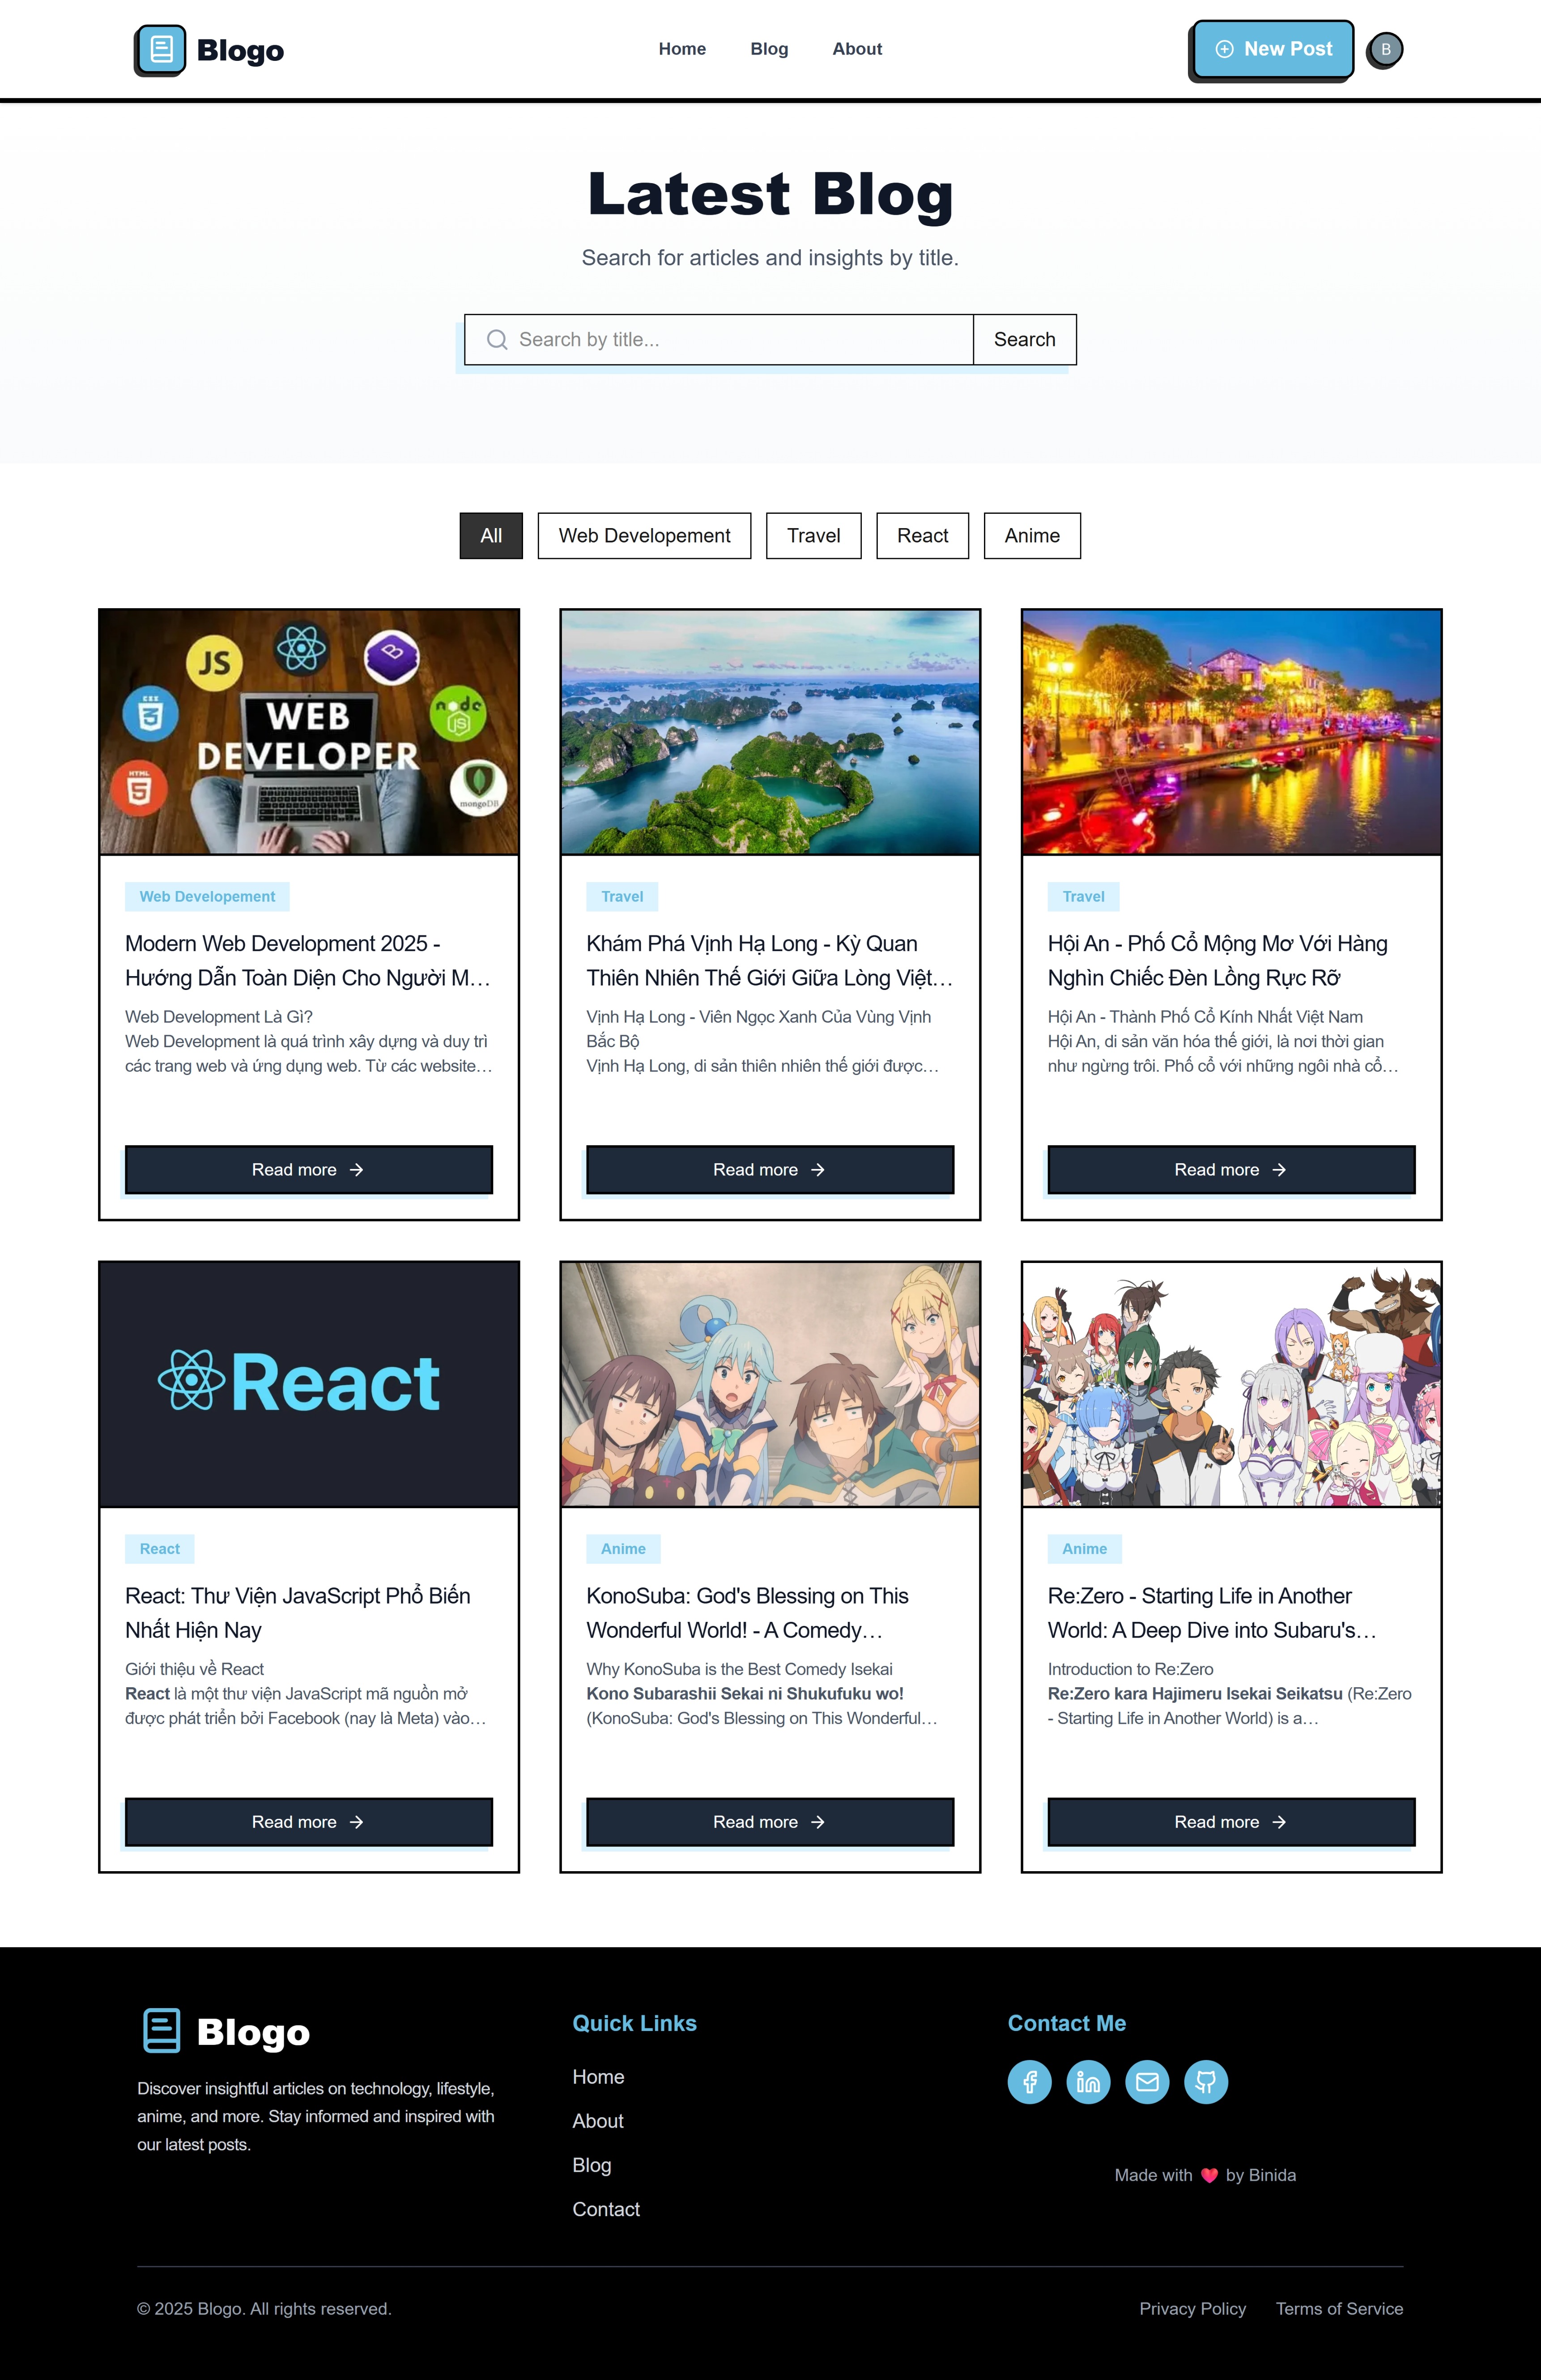 Blogo
Home Blog About
New Post
B
Latest Blog
Search for articles and insights by title.
Search by title... Search
All Web Developement Travel React Anime
JS
CSS
3
node
JS
WEB
DEVELOPER
HTML
5
mongoDB
Web Developement
Modern Web Development 2025 -
Hướng Dẫn Toàn Diện Cho Người M…
Web Development Là Gì?
Web Development là quá trình xây dựng và duy trì
các trang web và ứng dụng web. Từ các website…
Read more
Travel
Khám Phá Vịnh Hạ Long - Kỳ Quan
Thiên Nhiên Thế Giới Giữa Lòng Việt…
Vịnh Hạ Long - Viên Ngọc Xanh Của Vùng Vịnh
Bắc Bộ
Vịnh Hạ Long, di sản thiên nhiên thế giới được…
Read more
Travel
Hội An - Phố Cổ Mộng Mơ Với Hàng
Nghìn Chiếc Đèn Lồng Rực Rỡ
Hội An - Thành Phố Cổ Kính Nhất Việt Nam
Hội An, di sản văn hóa thế giới, là nơi thời gian
như ngừng trôi. Phố cổ với những ngôi nhà cổ…
Read more
React
React
React: Thư Viện JavaScript Phổ Biến
Nhất Hiện Nay
Giới thiệu về React
React là một thư viện JavaScript mã nguồn mở
được phát triển bởi Facebook (nay là Meta) vào…
Read more
Anime
KonoSuba: God's Blessing on This
Wonderful World! - A Comedy…
Why KonoSuba is the Best Comedy Isekai
Kono Subarashii Sekai ni Shukufuku wo!
(KonoSuba: God's Blessing on This Wonderful…
Read more
Anime
Re:Zero - Starting Life in Another
World: A Deep Dive into Subaru's…
Introduction to Re:Zero
Re:Zero kara Hajimeru Isekai Seikatsu (Re:Zero
- Starting Life in Another World) is a…
Read more
Blogo
Discover insightful articles on technology, lifestyle,
anime, and more. Stay informed and inspired with
our latest posts.
Quick Links
Home
About
Blog
Contact
Contact Me
Made with ❤️ by Binida
© 2025 Blogo. All rights reserved.
Privacy Policy Terms of Service